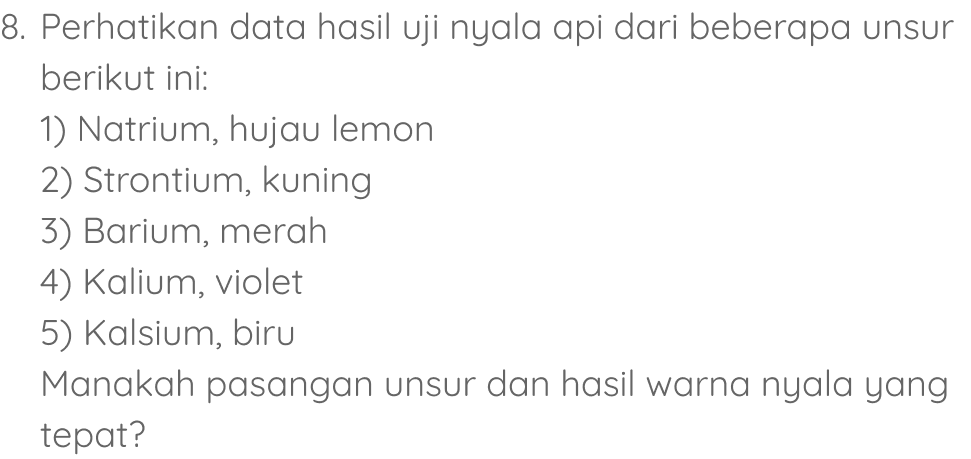 8. Perhatikan data hasil uji nyala api dari beberapa unsur
berikut ini:
1) Natrium, hujau lemon
2) Strontium, kuning
3) Barium, merah
4) Kalium, violet
5) Kalsium, biru
Manakah pasangan unsur dan hasil warna nyala yang
tepat?